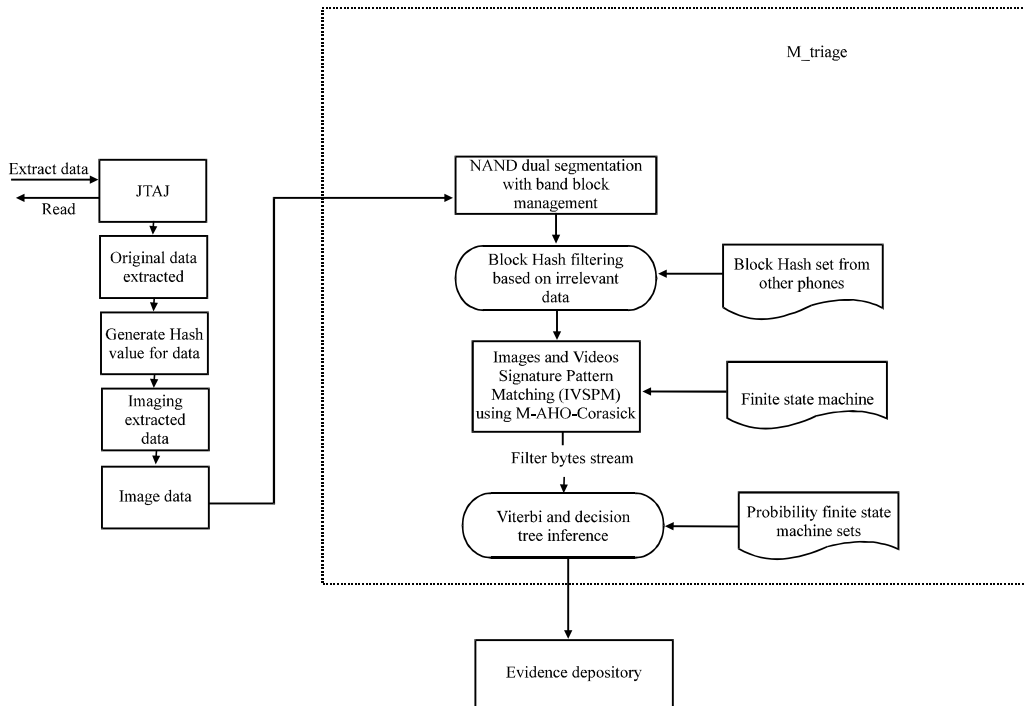 M_triage
Extract data
Read
JTAJ
Original data
extracted
Generate Hash
value for data
Imaging
extracted
data
Image data
NAND dual segmentation
with band block
management
Block Hash filtering
based on irrelevant
data
Block Hash set from
other phones
Images and Videos
Signature Pattern
Matching (IVSPM)
using M-AHO-Corasick
Finite state machine
Filter bytes stream
Viterbi and decision
tree inference
Probibility finite state
machine sets
Evidence depository